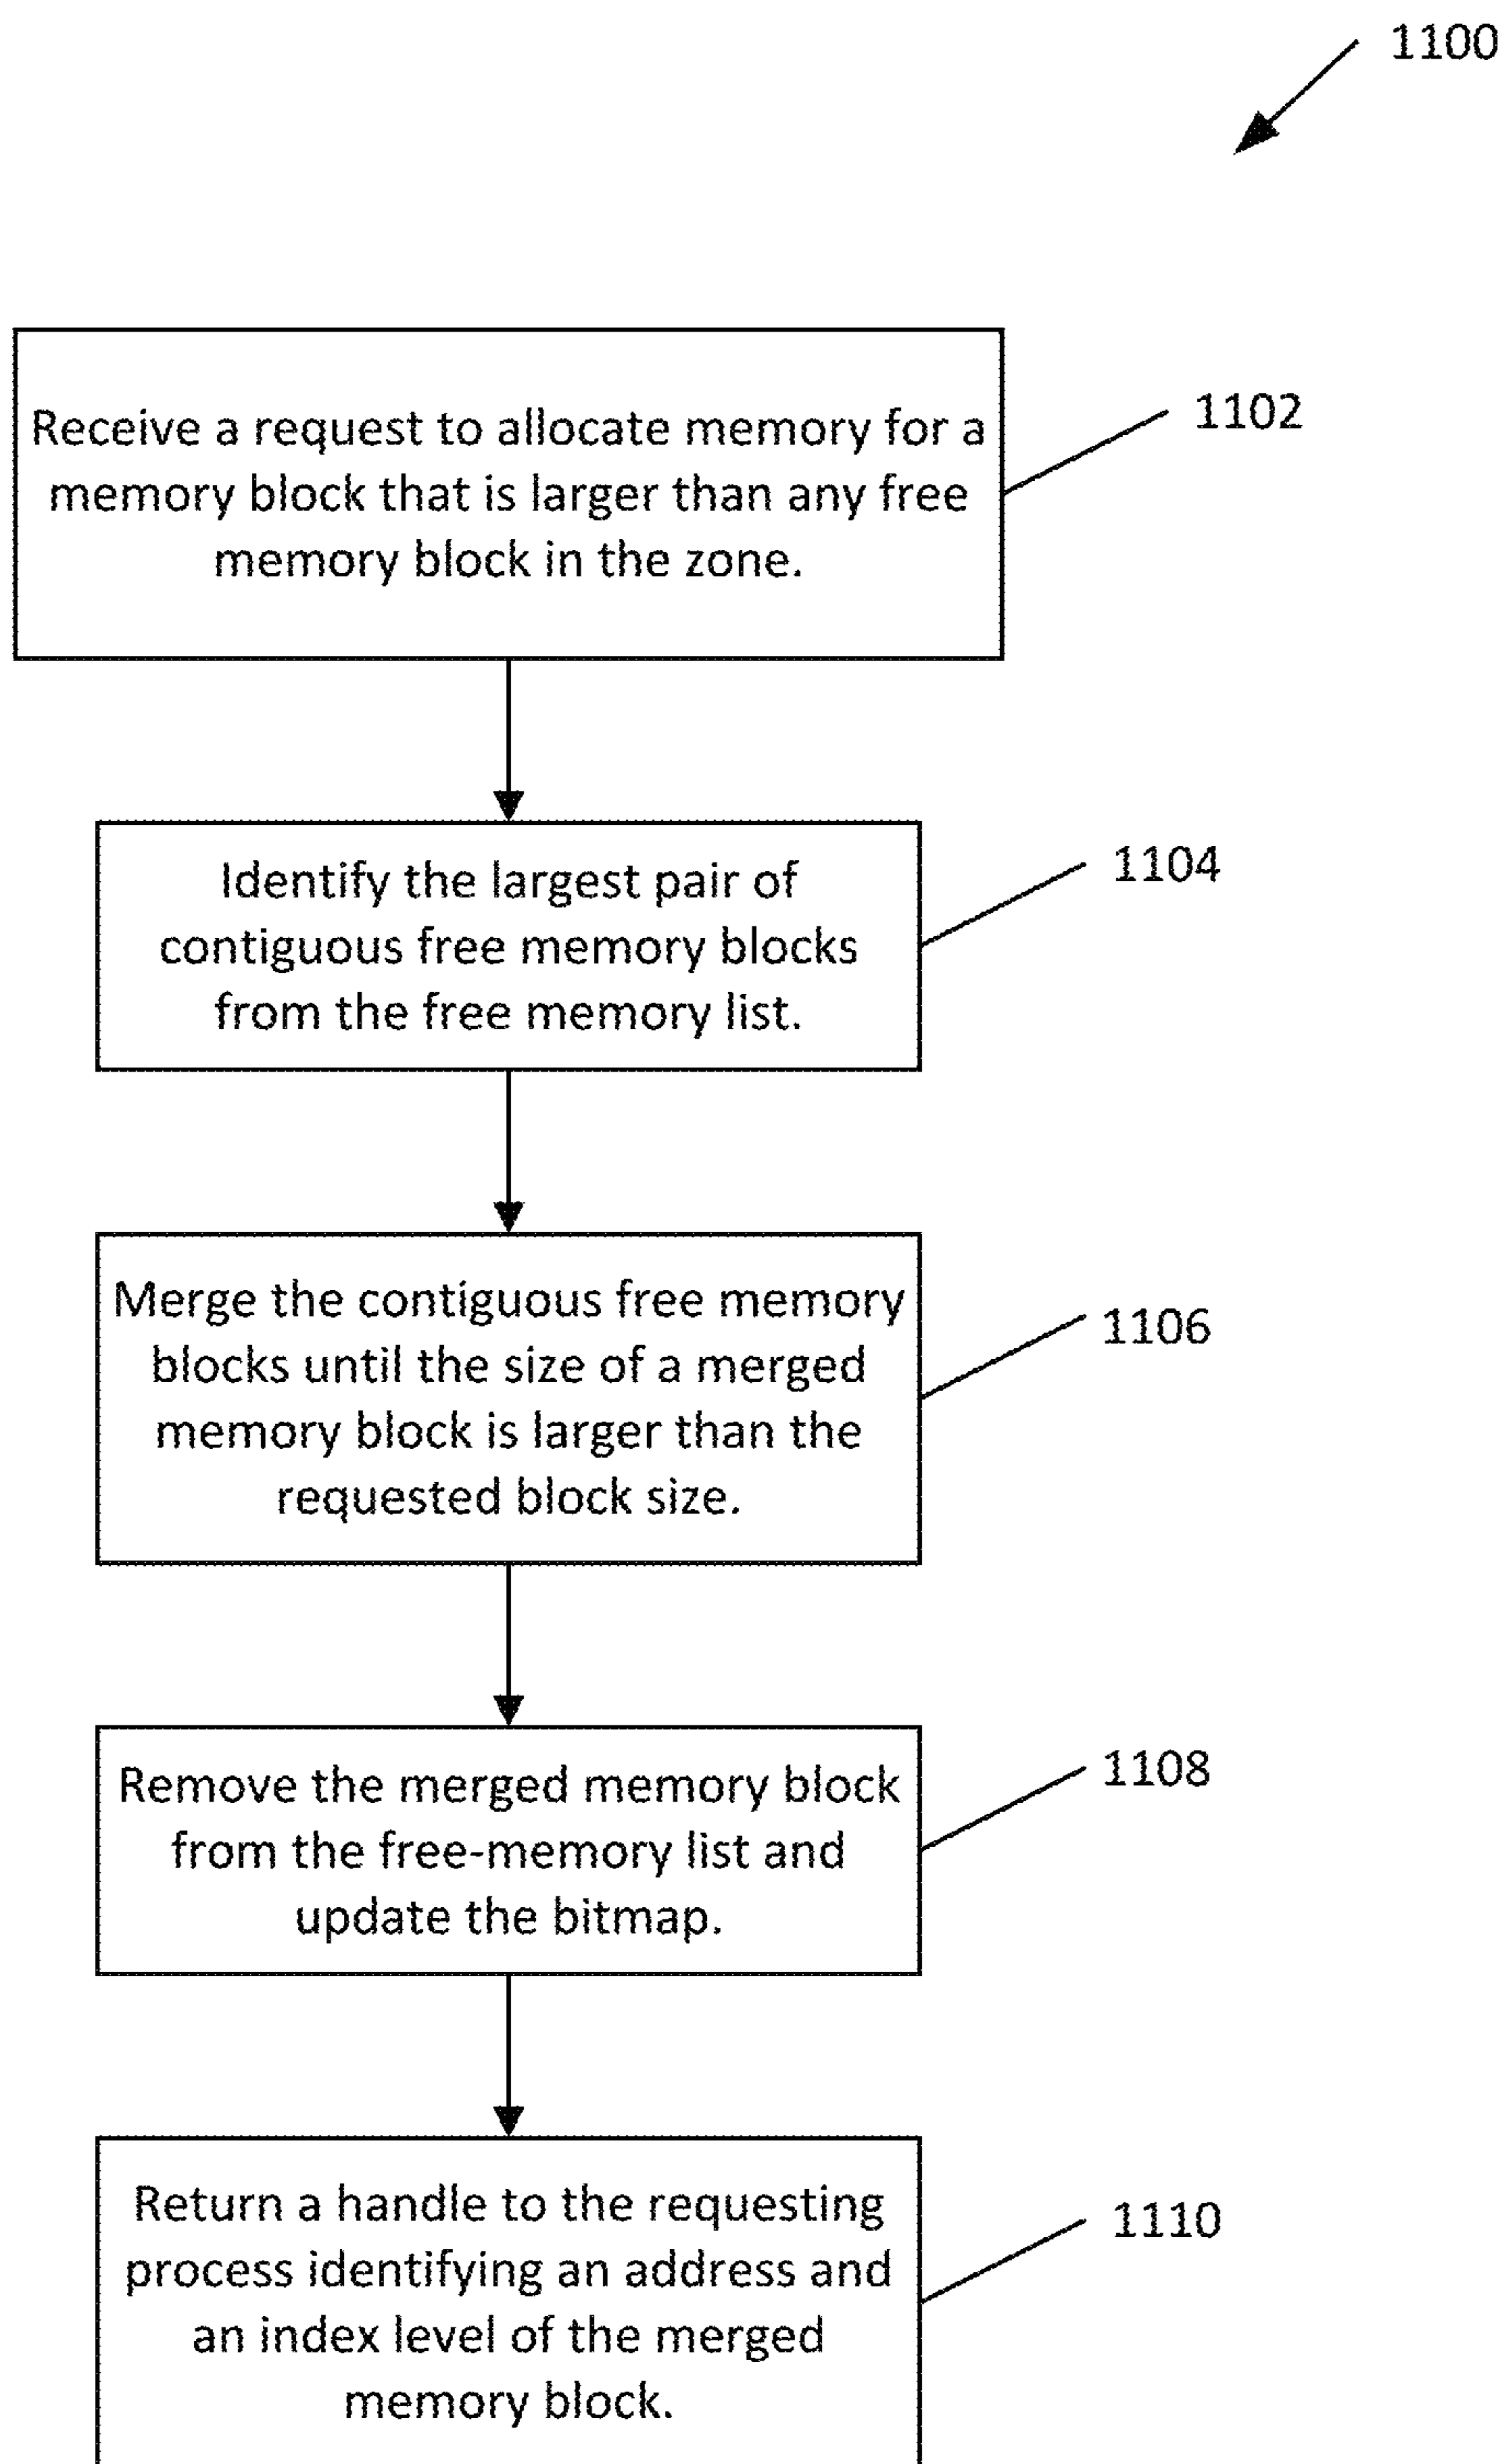 1100
Receive a request to allocate memory for a
memory block that is larger than any free
memory block in the zone.
1102
Identify the largest pair of
contiguous free memory blocks
from the free memory list.
1104
Merge the contiguous free memory
blocks until the size of a merged
memory block is larger than the
requested block size.
1106
Remove the merged memory block
from the free-memory list and
update the bitmap.
1108
Return a handle to the requesting
process identifying an address and
an index level of the merged
memory block.
1110